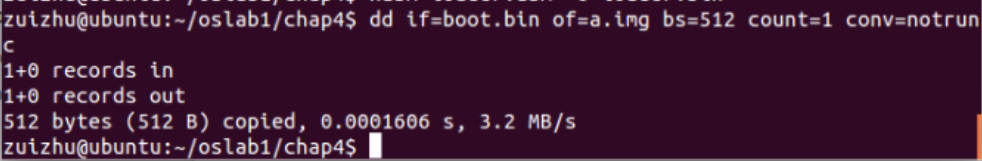 zuizhu@ubuntu:~/oslab1/chap4$ dd if=boot.bin of=a.img bs=512 count=1 conv=notrun
c
1+0 records in
1+0 records out
512 bytes (512 B) copied, 0.0001606 s, 3.2 MB/s
zuizhu@ubuntu:~/oslab1/chap4$